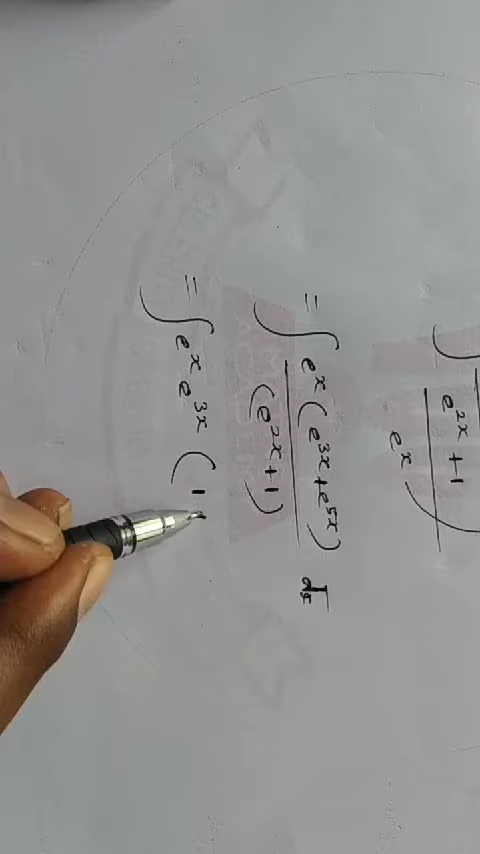 ∫ e^2x + 1 / e^x
= ∫ e^x (e^3x + e^5x) / (e^2x + 1) dx
= ∫ e^x e^3x ( 1